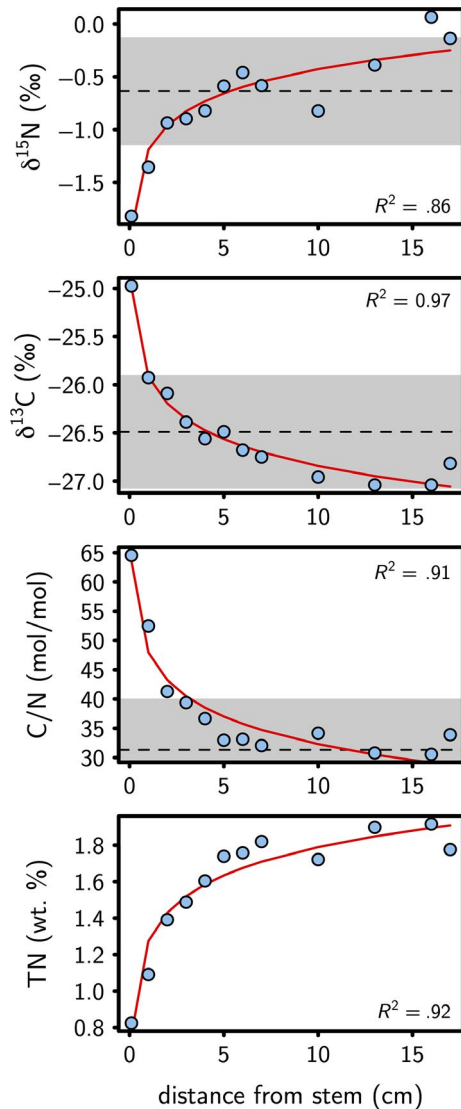 0.0
−0.5
−1.0
−1.5
δ¹⁵N (‰)
R² = .86
0 5 10 15
−25.0
−25.5
−26.0
−26.5
−27.0
δ¹³C (‰)
R² = 0.97
0 5 10 15
65
60
55
50
45
40
35
30
C/N (mol/mol)
R² = .91
0 5 10 15
1.8
1.6
1.4
1.2
1.0
0.8
TN (wt. %)
R² = .92
0 5 10 15
distance from stem (cm)